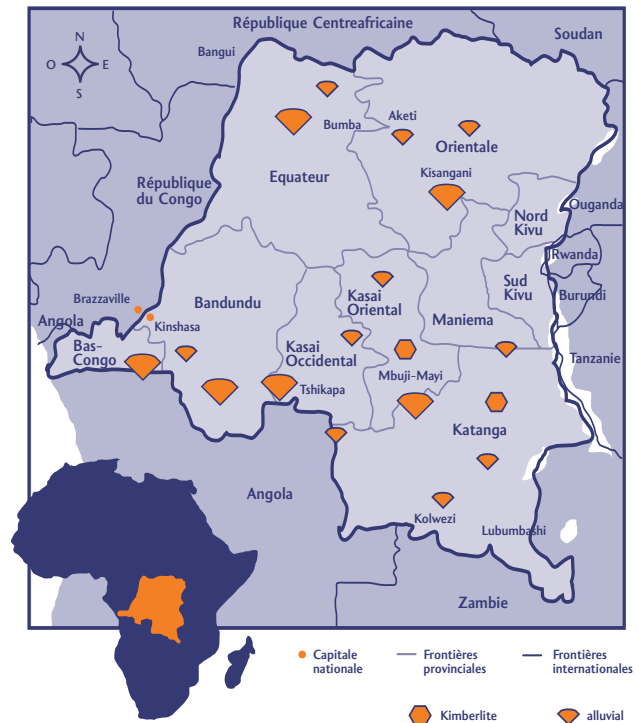 République Centreafricaine
Soudan
Bangui
N
O
E
S
Bumba
Aketi
Orientale
Equateur
Kisangani
République
du Congo
Nord
Kivu
Ouganda
Rwanda
Sud
Kivu
Burundi
Brazzaville
Kinshasa
Bandundu
Kasai
Oriental
Maniema
Angola
Bas-
Congo
Kasai
Occidental
Tanzanie
Tshikapa
Mbuji-Mayi
Katanga
Angola
Kolwezi
Lubumbashi
Zambie
Capitale
nationale
Frontières
provinciales
Frontières
internationales
Kimberlite
alluvial